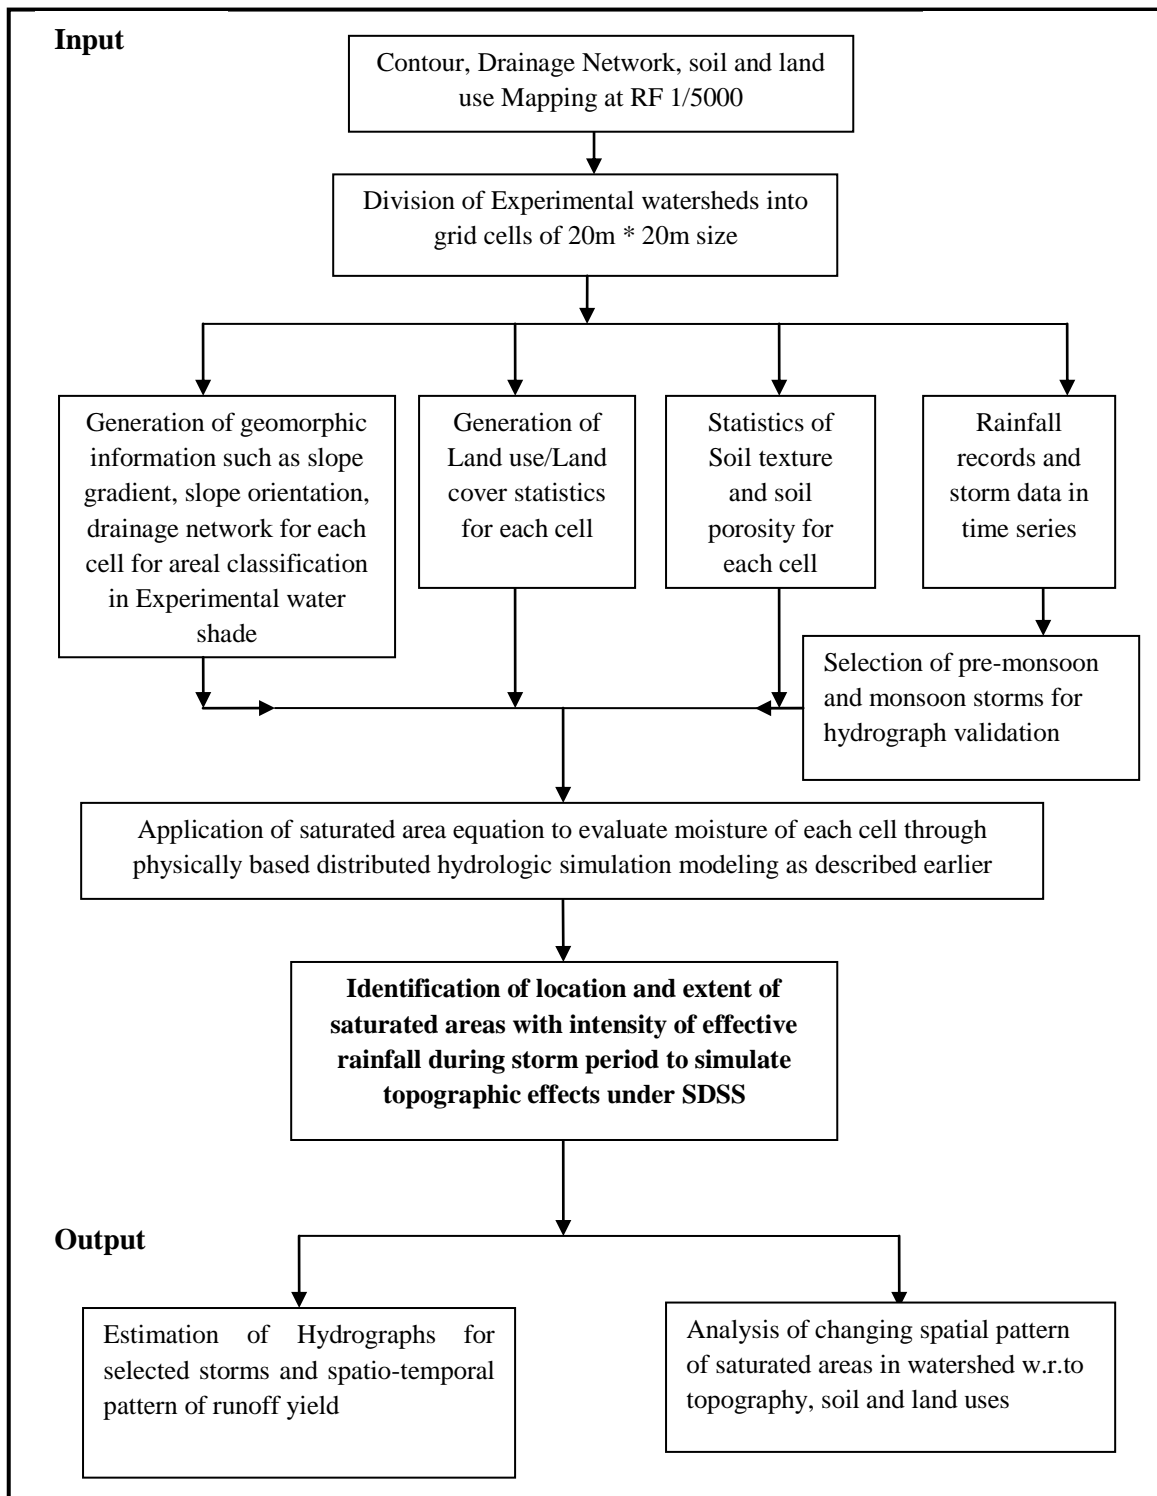 Input
Contour, Drainage Network, soil and land
use Mapping at RF 1/5000
Division of Experimental watersheds into
grid cells of 20m * 20m size
Generation of geomorphic
information such as slope
gradient, slope orientation,
drainage network for each
cell for areal classification
in Experimental water
shade
Generation of
Land use/Land
cover statistics
for each cell
Statistics of
Soil texture
and soil
porosity for
each cell
Rainfall
records and
storm data in
time series
Selection of pre-monsoon
and monsoon storms for
hydrograph validation
Application of saturated area equation to evaluate moisture of each cell through
physically based distributed hydrologic simulation modeling as described earlier
Identification of location and extent of
saturated areas with intensity of effective
rainfall during storm period to simulate
topographic effects under SDSS
Output
Estimation of Hydrographs for
selected storms and spatio-temporal
pattern of runoff yield
Analysis of changing spatial pattern
of saturated areas in watershed w.r.to
topography, soil and land uses